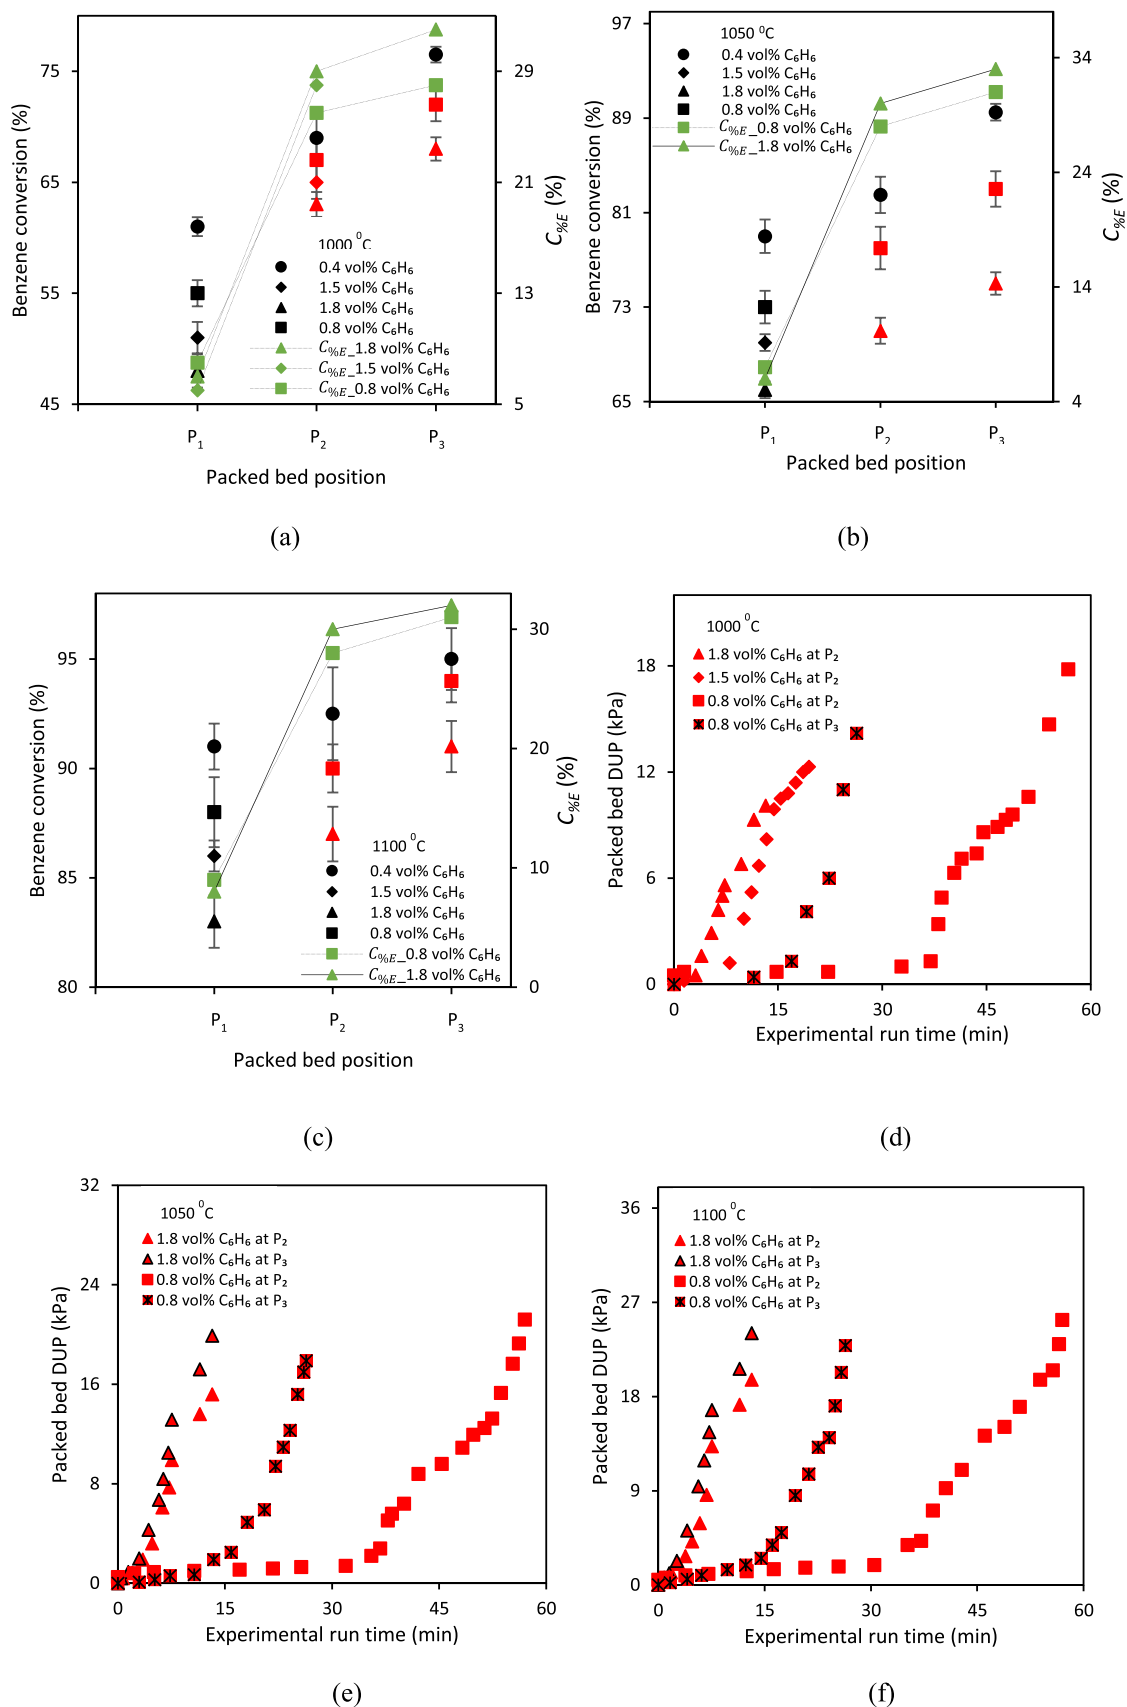 75
65
55
45
29
21
13
5
Benzene conversion (%)
C%E (%)
1000 ⁰C
0.4 vol% C₆H₆
1.5 vol% C₆H₆
1.8 vol% C₆H₆
0.8 vol% C₆H₆
C%E_1.8 vol% C₆H₆
C%E_1.5 vol% C₆H₆
C%E_0.8 vol% C₆H₆
P₁ P₂ P₃
Packed bed position
(a)
97
89
81
73
65
34
24
14
4
Benzene conversion (%)
C%E (%)
1050 ⁰C
0.4 vol% C₆H₆
1.5 vol% C₆H₆
1.8 vol% C₆H₆
0.8 vol% C₆H₆
C%E_0.8 vol% C₆H₆
C%E_1.8 vol% C₆H₆
P₁ P₂ P₃
Packed bed position
(b)
95
90
85
80
30
20
10
0
Benzene conversion (%)
C%E (%)
1100 ⁰C
0.4 vol% C₆H₆
1.5 vol% C₆H₆
1.8 vol% C₆H₆
0.8 vol% C₆H₆
C%E_0.8 vol% C₆H₆
C%E_1.8 vol% C₆H₆
P₁ P₂ P₃
Packed bed position
(c)
18
12
6
0
Packed bed DUP (kPa)
1000 ⁰C
1.8 vol% C₆H₆ at P₂
1.5 vol% C₆H₆ at P₂
0.8 vol% C₆H₆ at P₂
0.8 vol% C₆H₆ at P₃
0 15 30 45 60
Experimental run time (min)
(d)
32
24
16
8
0
Packed bed DUP (kPa)
1050 ⁰C
1.8 vol% C₆H₆ at P₂
1.8 vol% C₆H₆ at P₃
0.8 vol% C₆H₆ at P₂
0.8 vol% C₆H₆ at P₃
0 15 30 45 60
Experimental run time (min)
(e)
36
27
18
9
0
Packed bed DUP (kPa)
1100 ⁰C
1.8 vol% C₆H₆ at P₂
1.8 vol% C₆H₆ at P₃
0.8 vol% C₆H₆ at P₂
0.8 vol% C₆H₆ at P₃
0 15 30 45 60
Experimental run time (min)
(f)